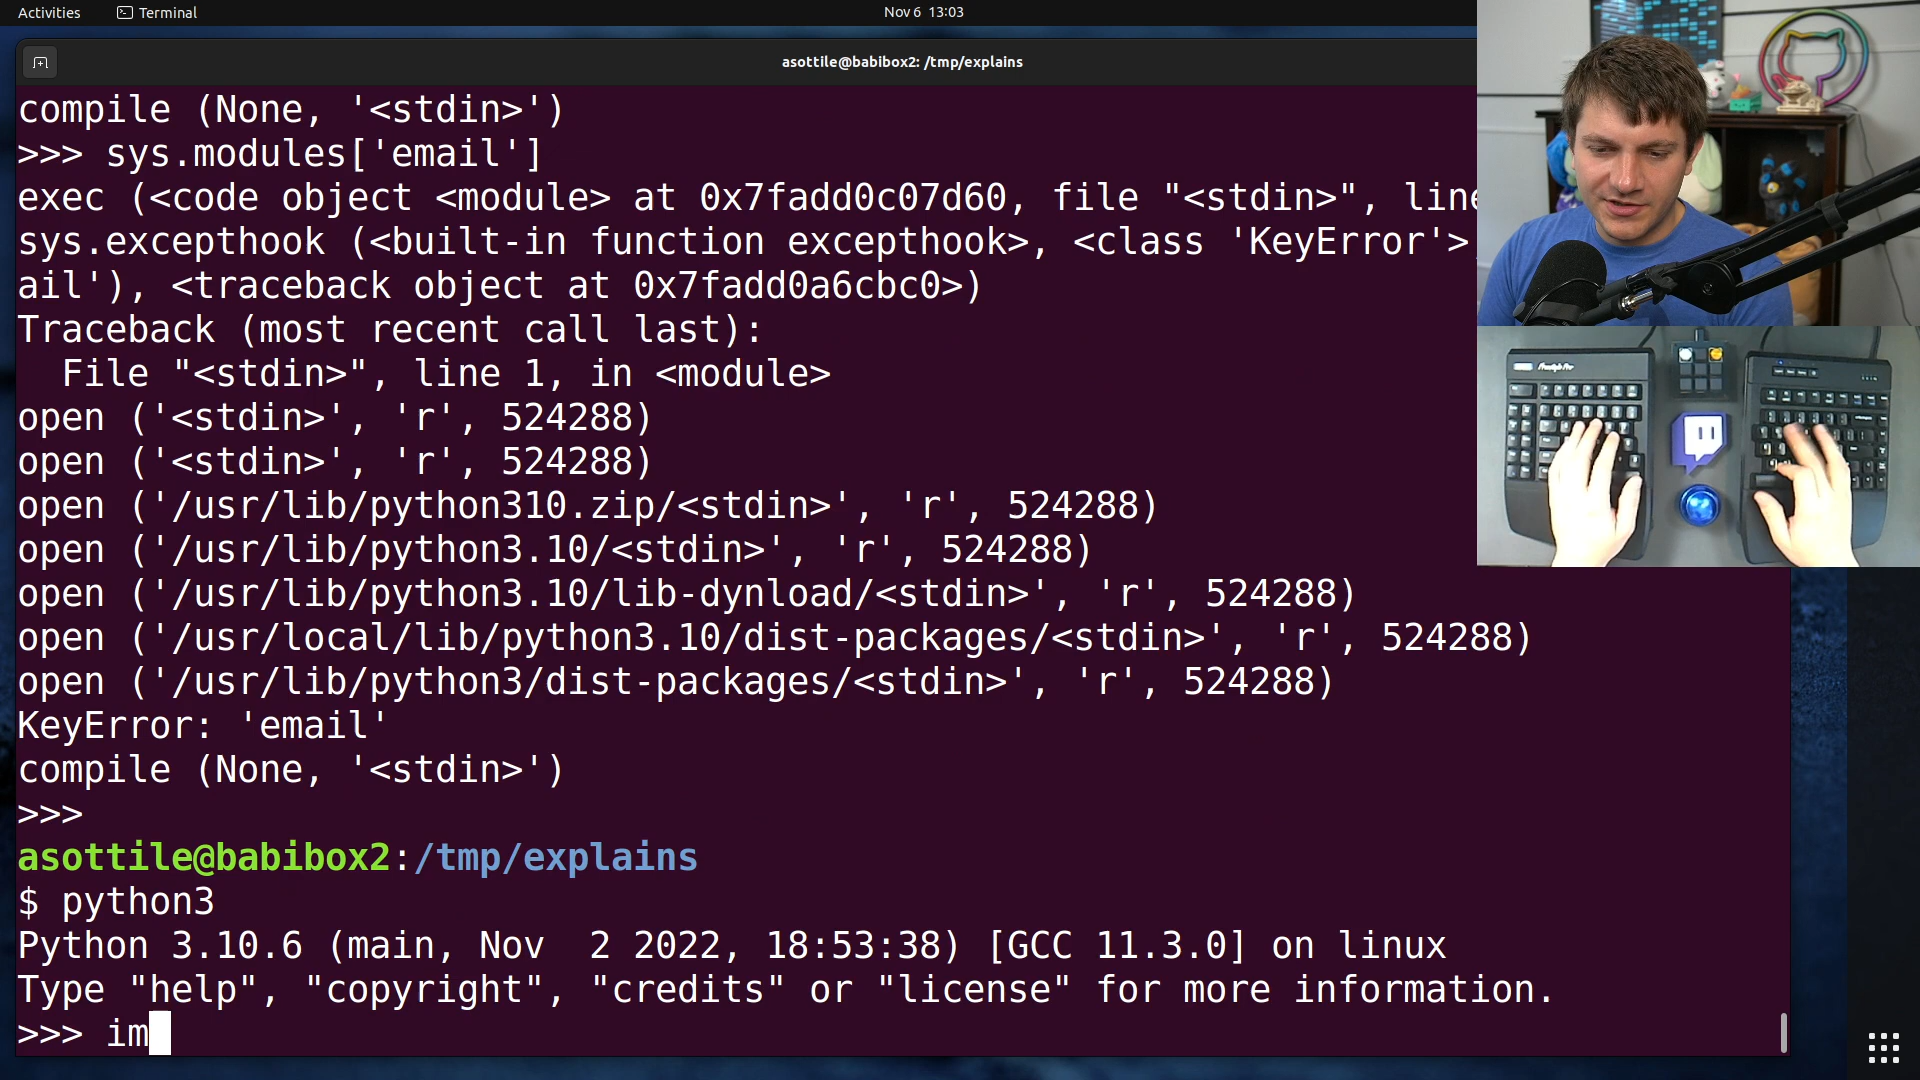 Activities
Terminal
Nov 6 13:03
asottile@babibox2: /tmp/explains
compile (None, '<stdin>')
>>> sys.modules['email']
exec (<code object <module> at 0x7fadd0c07d60, file "<stdin>", line
sys.excepthook (<built-in function excepthook>, <class 'KeyError'>,
ail'), <traceback object at 0x7fadd0a6cbc0>)
Traceback (most recent call last):
  File "<stdin>", line 1, in <module>
open ('<stdin>', 'r', 524288)
open ('<stdin>', 'r', 524288)
open ('/usr/lib/python310.zip/<stdin>', 'r', 524288)
open ('/usr/lib/python3.10/<stdin>', 'r', 524288)
open ('/usr/lib/python3.10/lib-dynload/<stdin>', 'r', 524288)
open ('/usr/local/lib/python3.10/dist-packages/<stdin>', 'r', 524288)
open ('/usr/lib/python3/dist-packages/<stdin>', 'r', 524288)
KeyError: 'email'
compile (None, '<stdin>')
>>>
asottile@babibox2:/tmp/explains
$ python3
Python 3.10.6 (main, Nov  2 2022, 18:53:38) [GCC 11.3.0] on linux
Type "help", "copyright", "credits" or "license" for more information.
>>> im